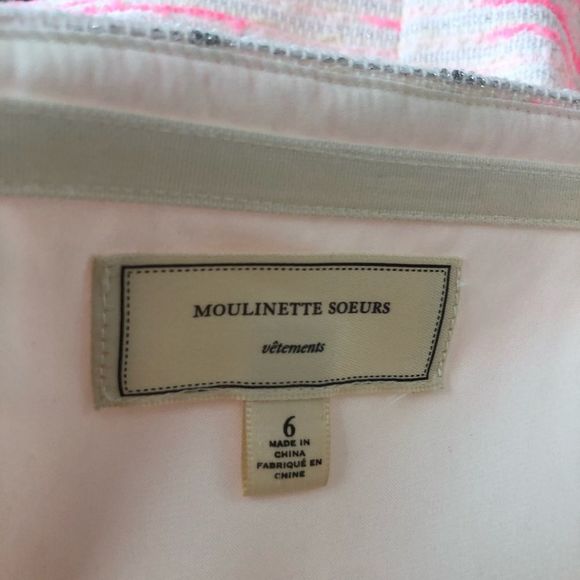 MOULINETTE SOEURS
vêtements
6
MADE IN
CHINA
FABRIQUÉ EN
CHINE